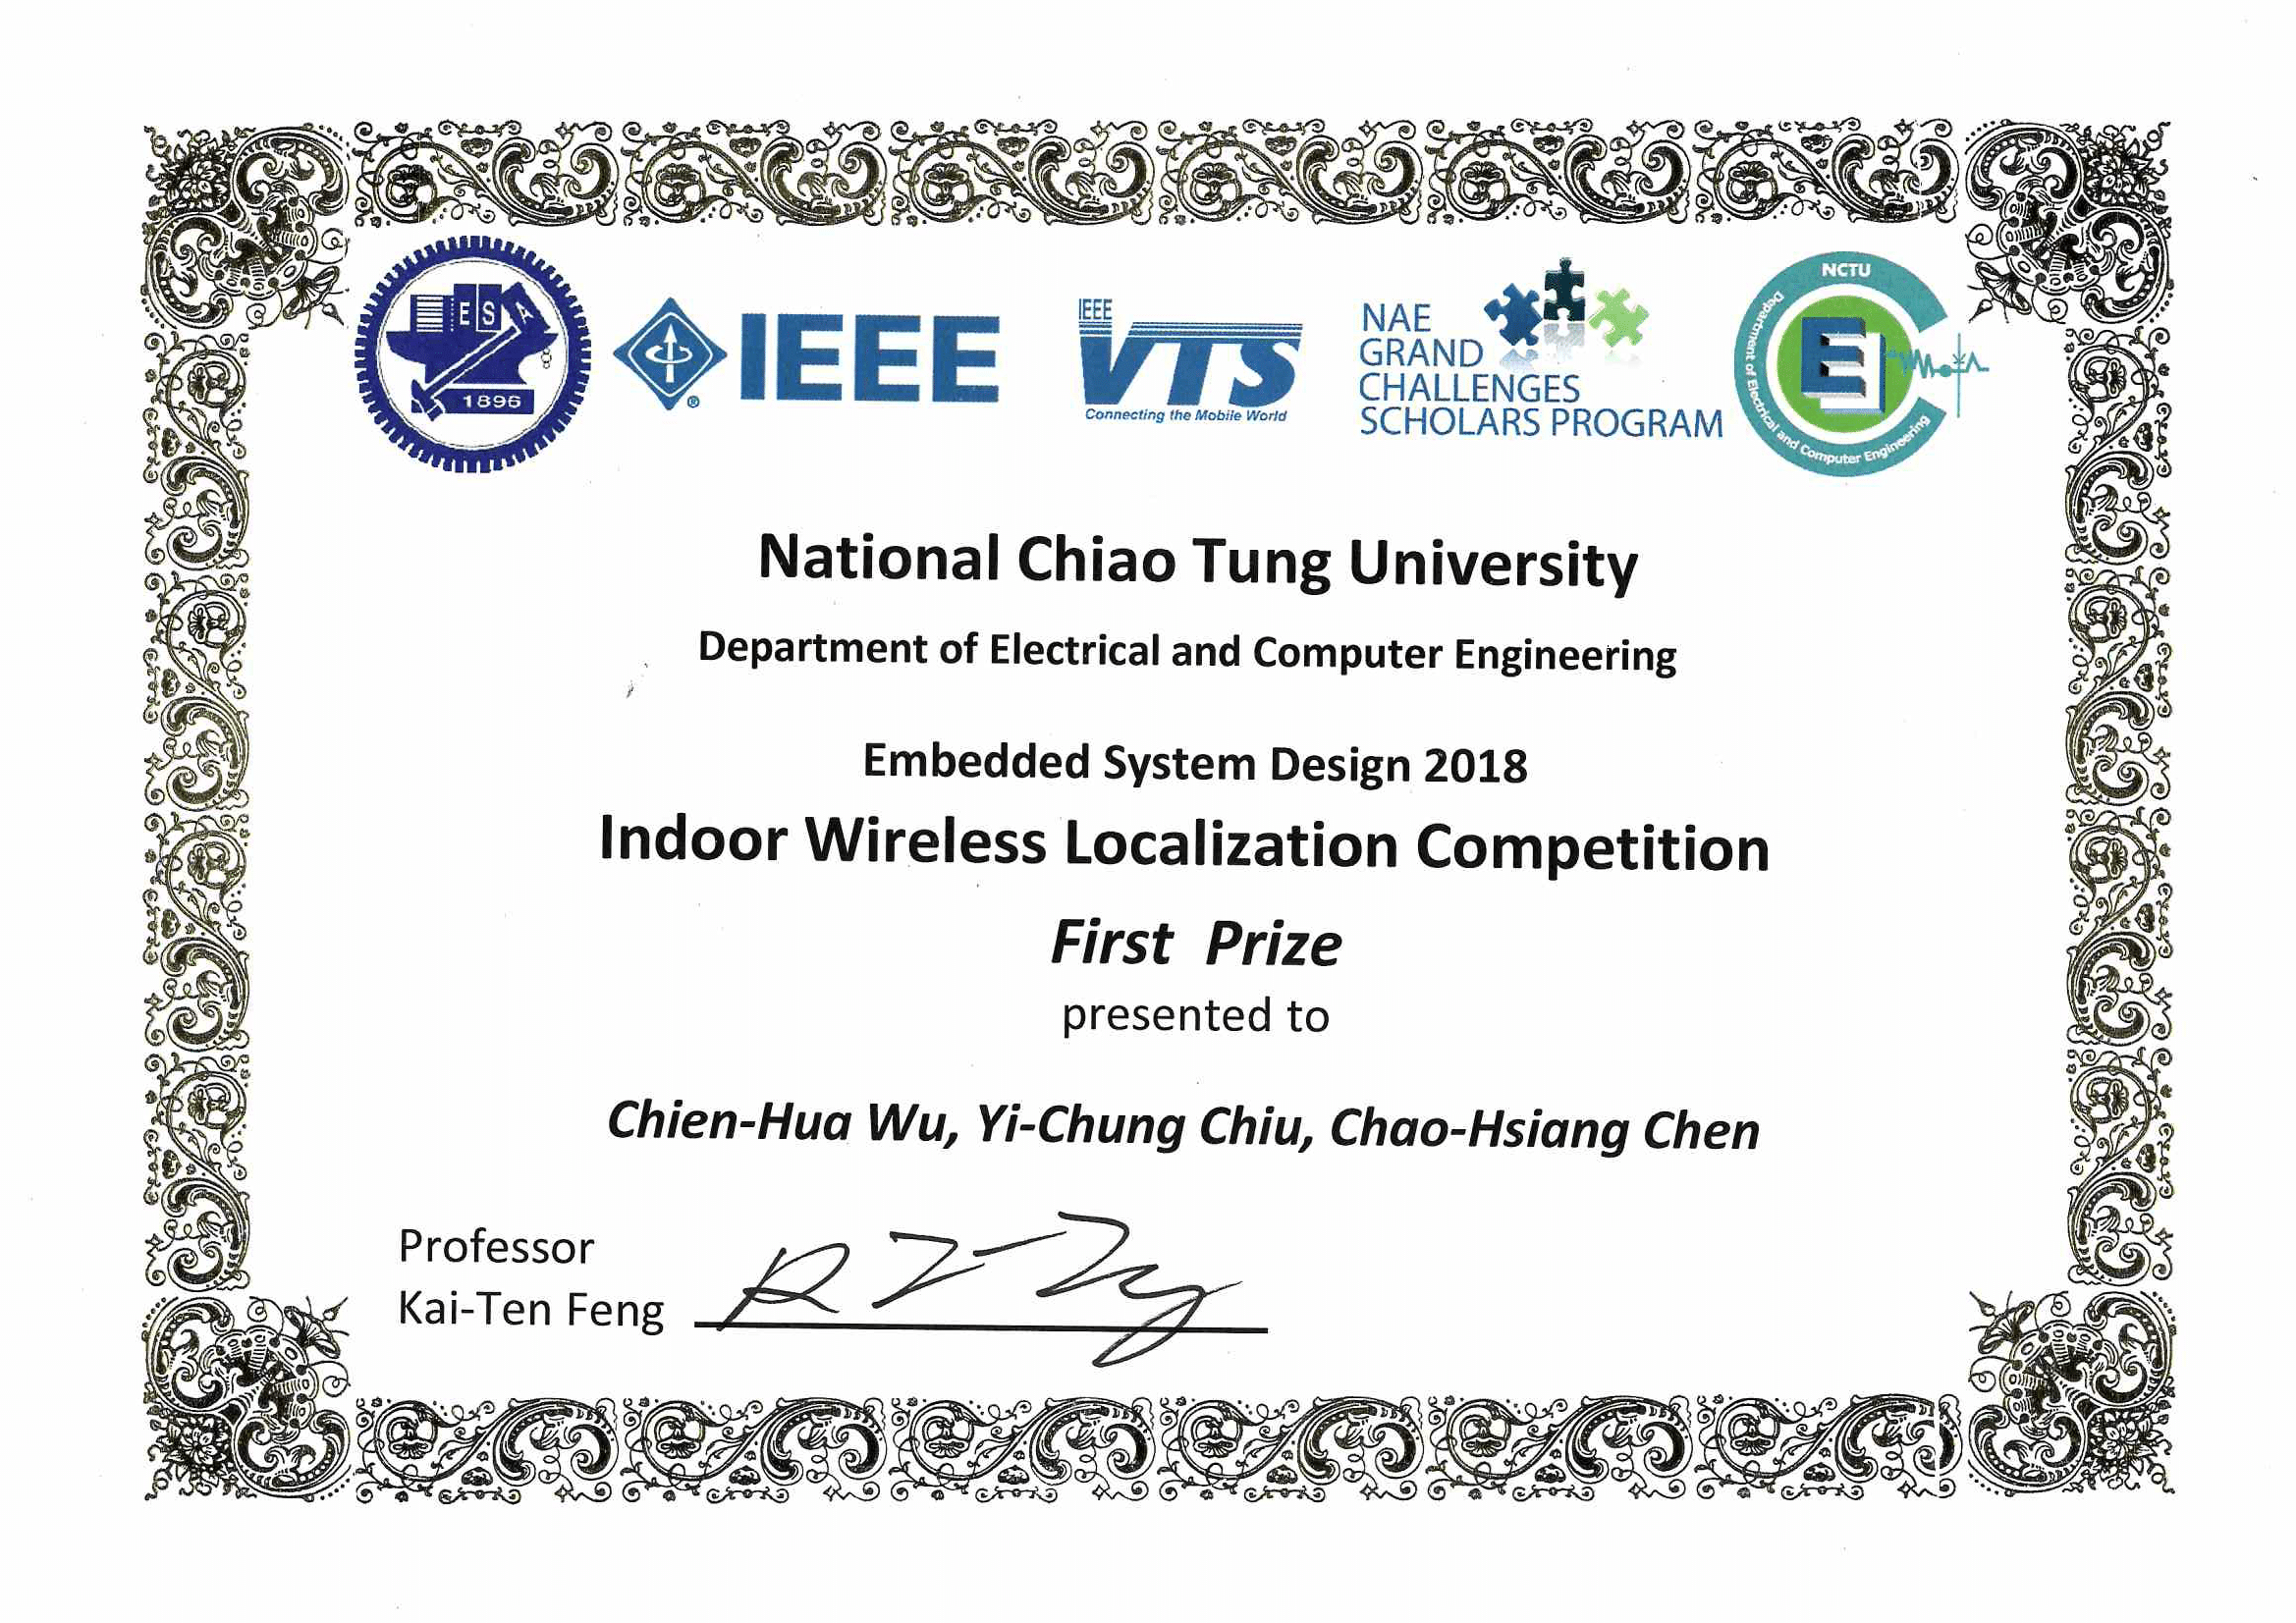 E S A
1896
IEEE
®
IEEE
VTS
Connecting the Mobile World
NAE
GRAND
CHALLENGES
SCHOLARS PROGRAM
NCTU
Department of Electrical and Computer Engineering
E
National Chiao Tung University
Department of Electrical and Computer Engineering
Embedded System Design 2018
Indoor Wireless Localization Competition
First Prize
presented to
Chien-Hua Wu, Yi-Chung Chiu, Chao-Hsiang Chen
Professor
Kai-Ten Feng